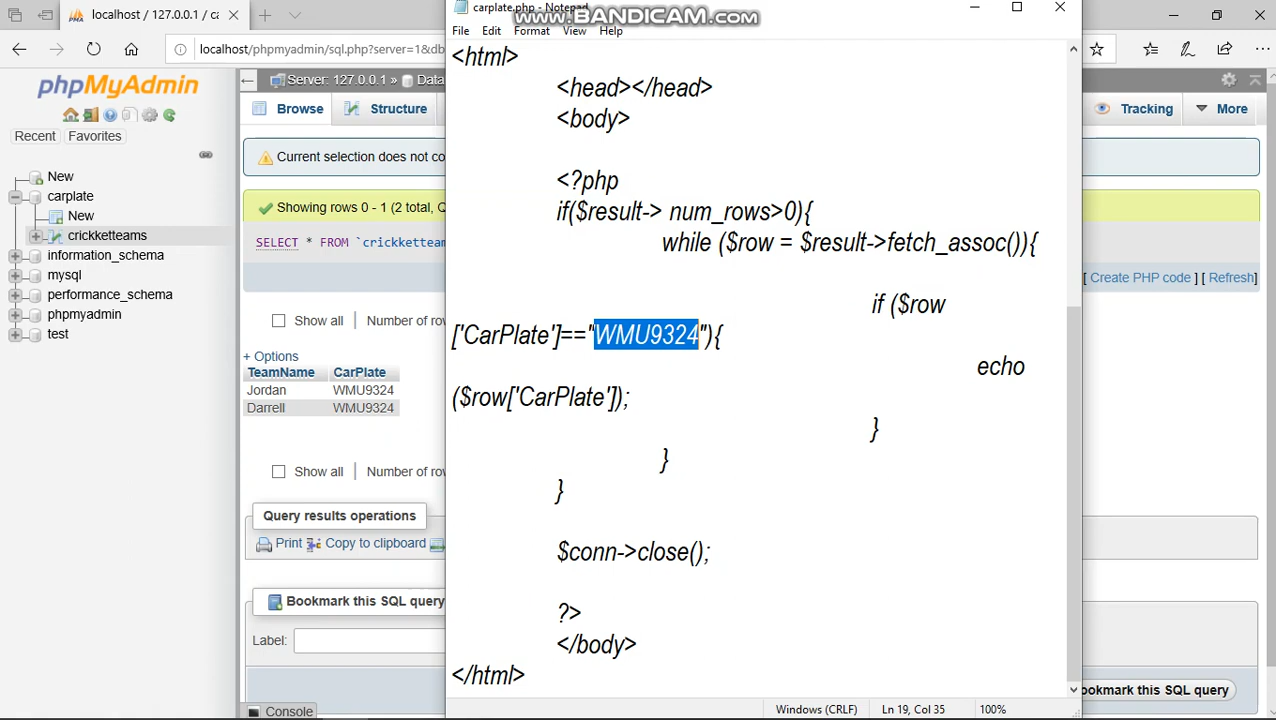 localhost / 127.0.0.1 / ca
carplate.php - Notepad
www.BANDICAM.com
localhost/phpmyadmin/sql.php?server=1&db
File Edit Format View Help
phpMyAdmin
Recent Favorites
New
carplate
New
crickketteams
information_schema
mysql
performance_schema
phpmyadmin
test
Server: 127.0.0.1 » Data
Browse Structure
Tracking More
Current selection does not co
Showing rows 0 - 1 (2 total, Q
SELECT * FROM `crickketteam
[ Create PHP code ] [ Refresh]
Show all Number of ro
+ Options
TeamName CarPlate
Jordan WMU9324
Darrell WMU9324
Show all Number of ro
Query results operations
Print Copy to clipboard
Bookmark this SQL query
Label:
ookmark this SQL query
Console
<html>
<head></head>
<body>
<?php
if($result-> num_rows>0){
while ($row = $result->fetch_assoc()){
if ($row
['CarPlate']=="WMU9324"){
echo
($row['CarPlate']);
}
}
}
$conn->close();
?>
</body>
</html>
Windows (CRLF) Ln 19, Col 35 100%